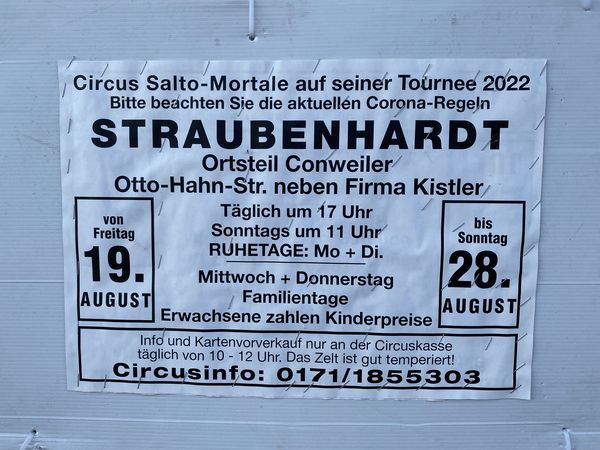 Circus Salto-Mortale auf seiner Tournee 2022
Bitte beachten Sie die aktuellen Corona-Regeln
STRAUBENHARDT
Ortsteil Conweiler
Otto-Hahn-Str. neben Firma Kistler
von
Freitag
19.
AUGUST
Täglich um 17 Uhr
Sonntags um 11 Uhr
RUHETAGE: Mo + Di.
Mittwoch + Donnerstag
Familientage
Erwachsene zahlen Kinderpreise
bis
Sonntag
28.
AUGUST
Info und Kartenvorverkauf nur an der Circuskasse
täglich von 10 - 12 Uhr. Das Zelt ist gut temperiert!
Circusinfo: 0171/1855303